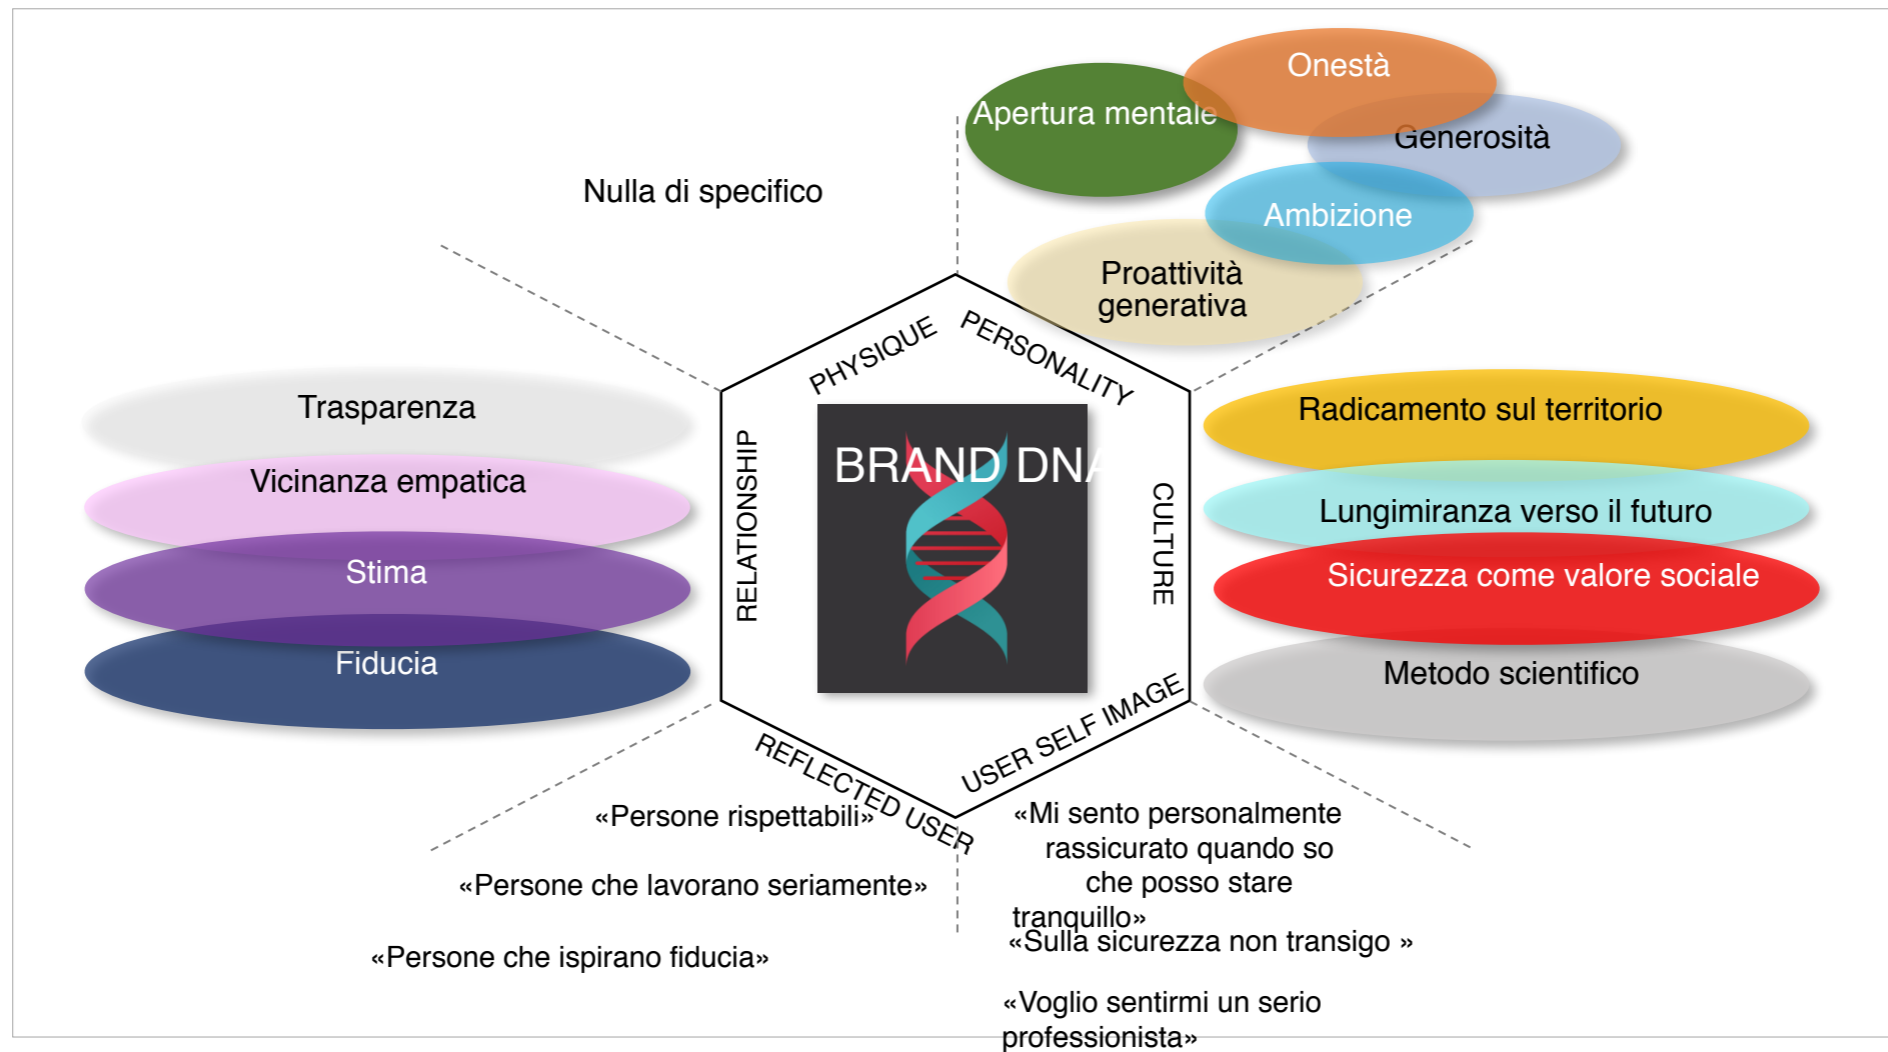 Nulla di specifico
Apertura mentale
Onestà
Generosità
Ambizione
Proattività
generativa
PHYSIQUE
PERSONALITY
RELATIONSHIP
CULTURE
BRAND DNA
USER SELF IMAGE
REFLECTED USER
Trasparenza
Vicinanza empatica
Stima
Fiducia
Radicamento sul territorio
Lungimiranza verso il futuro
Sicurezza come valore sociale
Metodo scientifico
«Persone rispettabili»
«Persone che lavorano seriamente»
«Persone che ispirano fiducia»
«Mi sento personalmente
rassicurato quando so
che posso stare
tranquillo»
«Sulla sicurezza non transigo »
«Voglio sentirmi un serio
professionista»